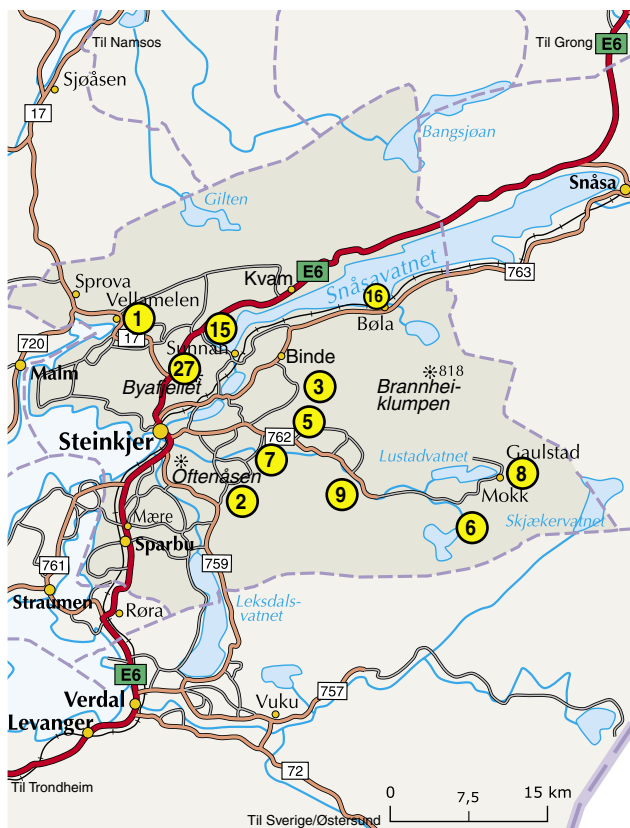 Til Namsos
Til Grong
E6
Sjøåsen
17
Bangsjøan
Snåsa
Gilten
Sprova
Kvam
E6
Snåsavatnet
763
Vellamelen
1
16
15
17
Bøla
720
Sunnan
Binde
Malm
27
Byafjellet
3
818
Brannhei-
klumpen
5
Steinkjer
762
7
Lustadvatnet
Gaulstad
8
Oftenåsen
2
9
Mokk
Skjækervatnet
6
Mære
Sparbu
761
759
Straumen
Røra
Leksdals-
vatnet
E6
Verdal
757
Vuku
Levanger
72
Til Trondheim
0
7,5
15 km
Til Sverige/Østersund